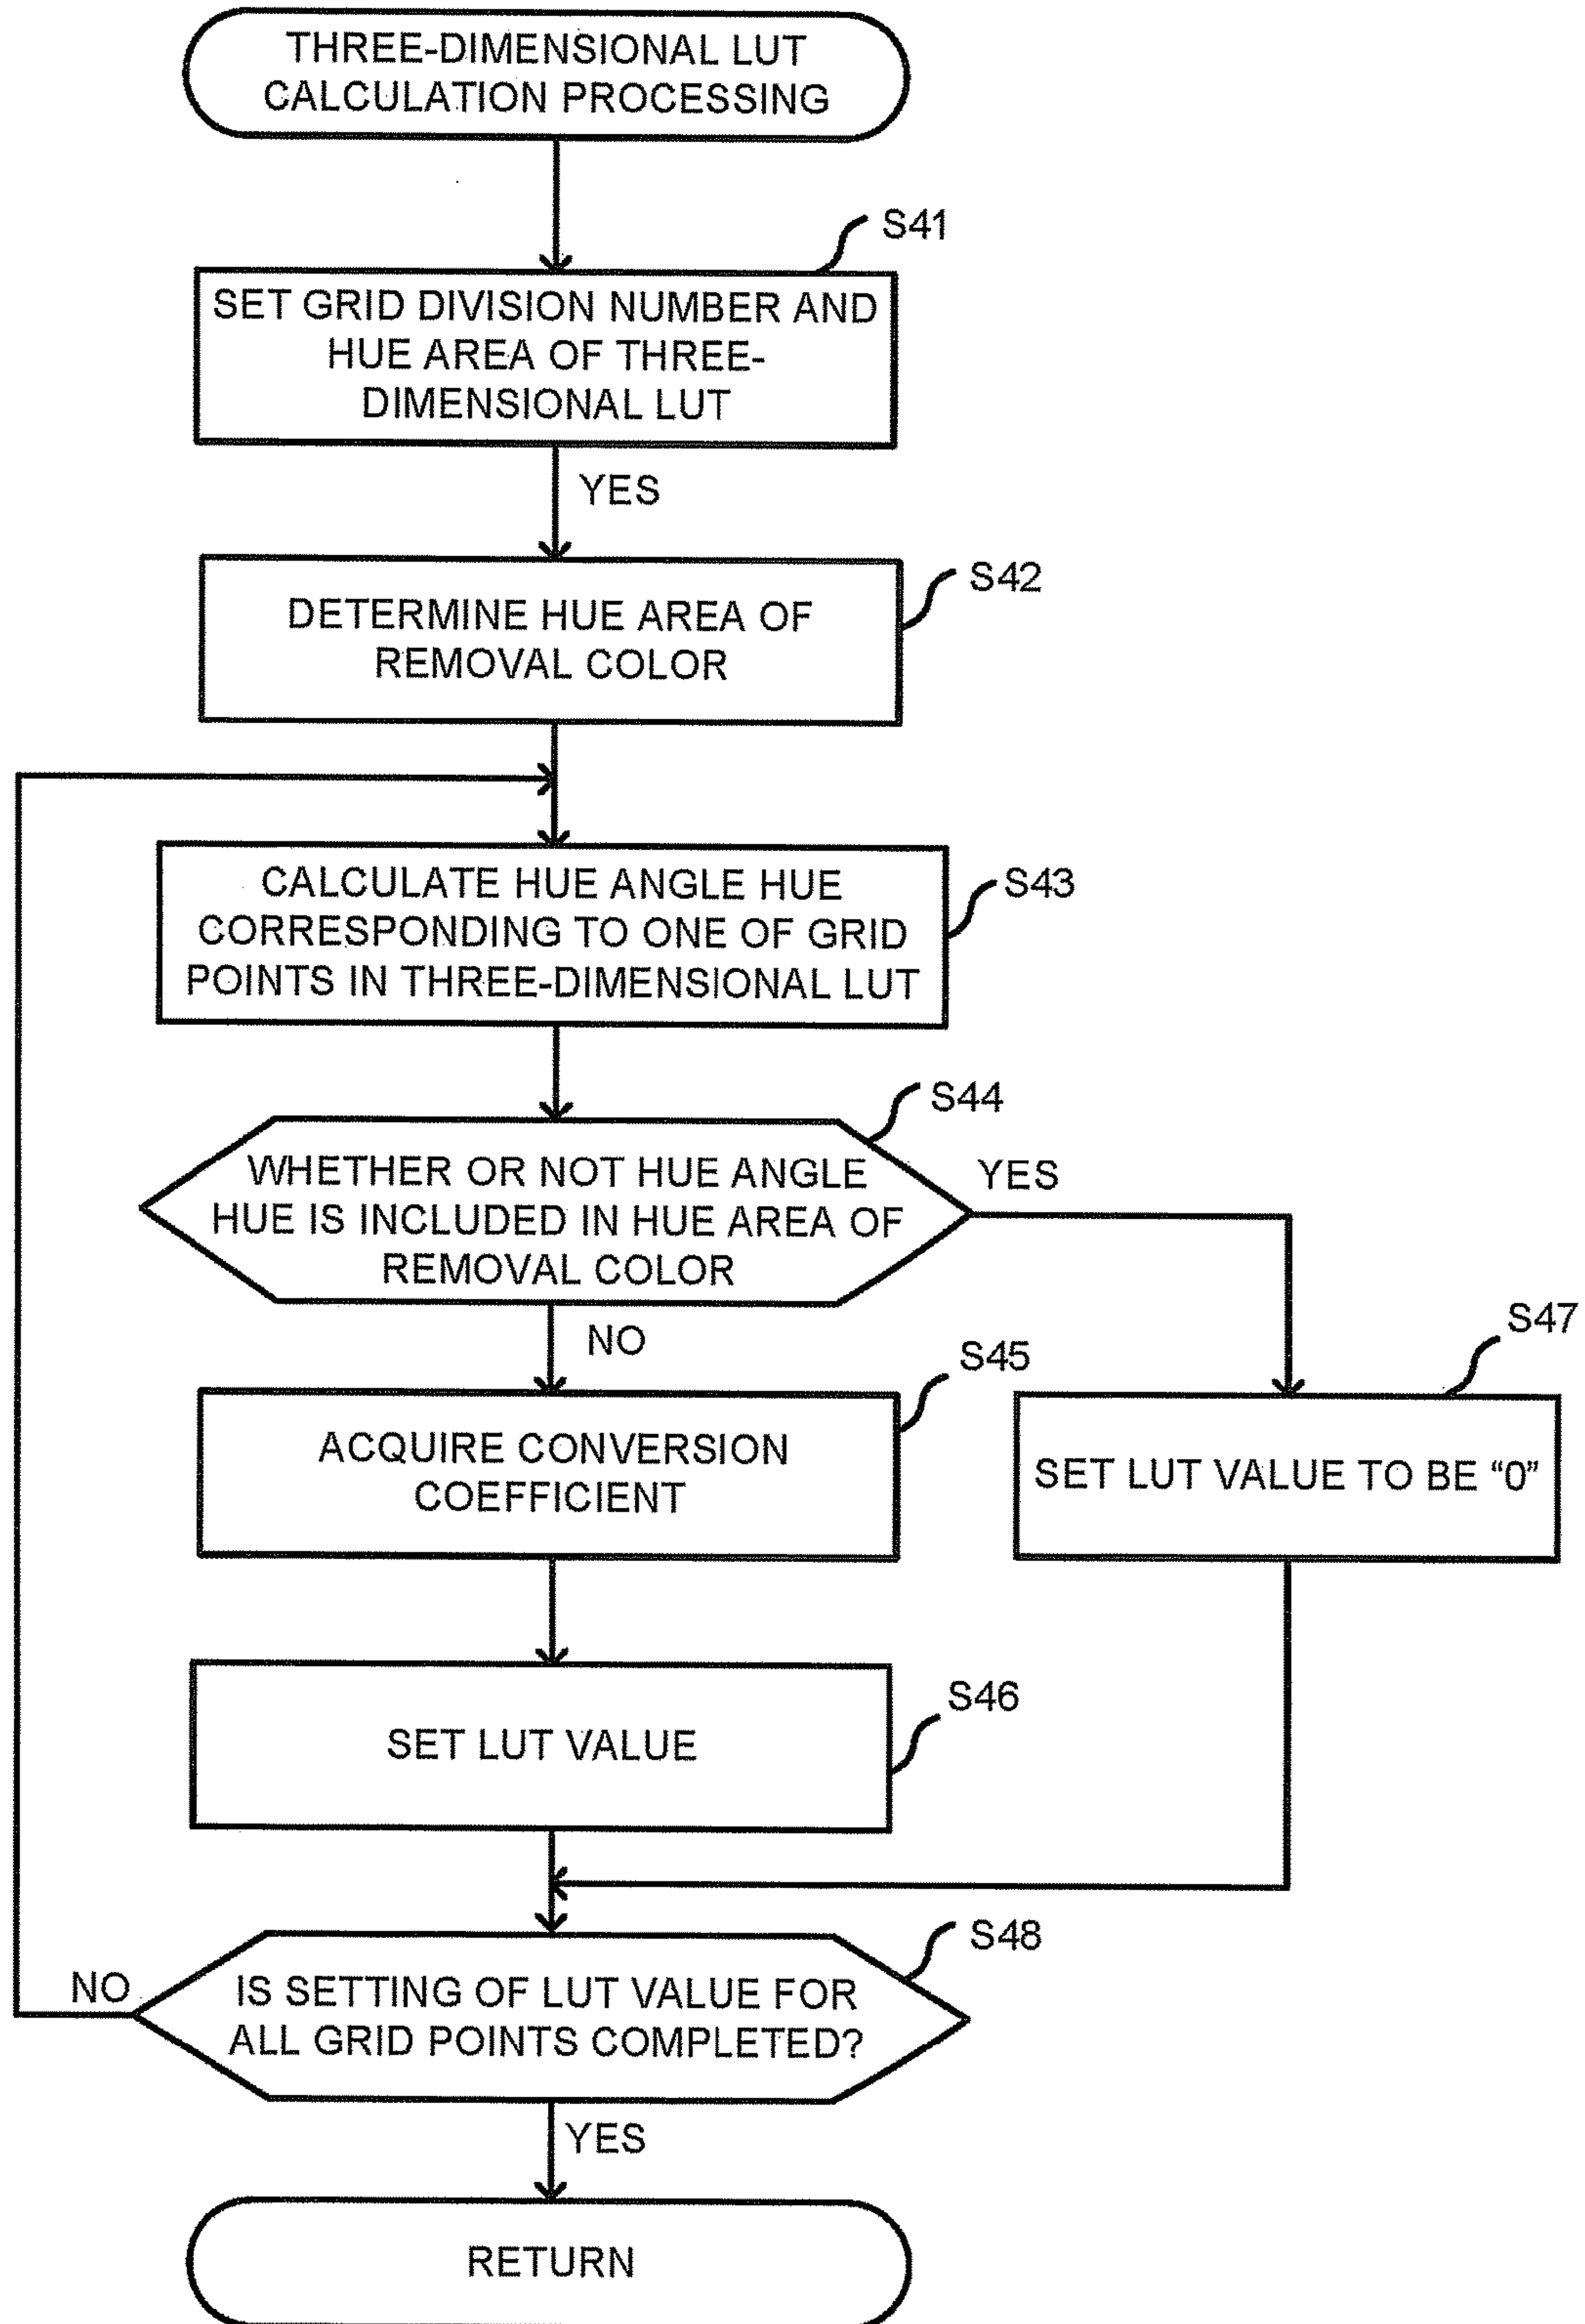 THREE-DIMENSIONAL LUT
CALCULATION PROCESSING
S41
SET GRID DIVISION NUMBER AND
HUE AREA OF THREE-
DIMENSIONAL LUT
YES
S42
DETERMINE HUE AREA OF
REMOVAL COLOR
S43
CALCULATE HUE ANGLE HUE
CORRESPONDING TO ONE OF GRID
POINTS IN THREE-DIMENSIONAL LUT
S44
WHETHER OR NOT HUE ANGLE
HUE IS INCLUDED IN HUE AREA OF
REMOVAL COLOR
YES
NO
S45
ACQUIRE CONVERSION
COEFFICIENT
S47
SET LUT VALUE TO BE “0”
S46
SET LUT VALUE
S48
IS SETTING OF LUT VALUE FOR
ALL GRID POINTS COMPLETED?
NO
YES
RETURN